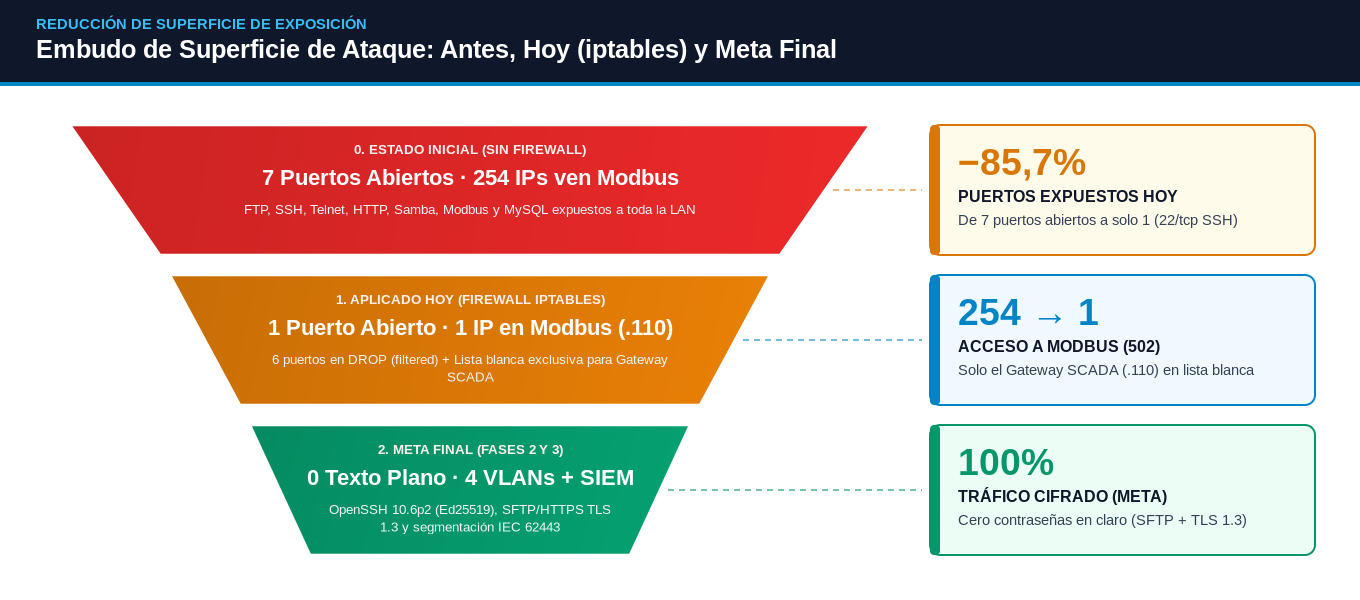 REDUCCIÓN DE SUPERFICIE DE EXPOSICIÓN
Embudo de Superficie de Ataque: Antes, Hoy (iptables) y Meta Final
0. ESTADO INICIAL (SIN FIREWALL)
7 Puertos Abiertos · 254 IPs ven Modbus
FTP, SSH, Telnet, HTTP, Samba, Modbus y MySQL expuestos a toda la LAN
−85,7%
PUERTOS EXPUESTOS HOY
De 7 puertos abiertos a solo 1 (22/tcp SSH)
1. APLICADO HOY (FIREWALL IPTABLES)
1 Puerto Abierto · 1 IP en Modbus (.110)
6 puertos en DROP (filtered) + Lista blanca exclusiva para Gateway
SCADA
254 → 1
ACCESO A MODBUS (502)
Solo el Gateway SCADA (.110) en lista blanca
2. META FINAL (FASES 2 Y 3)
0 Texto Plano · 4 VLANs + SIEM
OpenSSH 10.6p2 (Ed25519), SFTP/HTTPS TLS
1.3 y segmentación IEC 62443
100%
TRÁFICO CIFRADO (META)
Cero contraseñas en claro (SFTP + TLS 1.3)